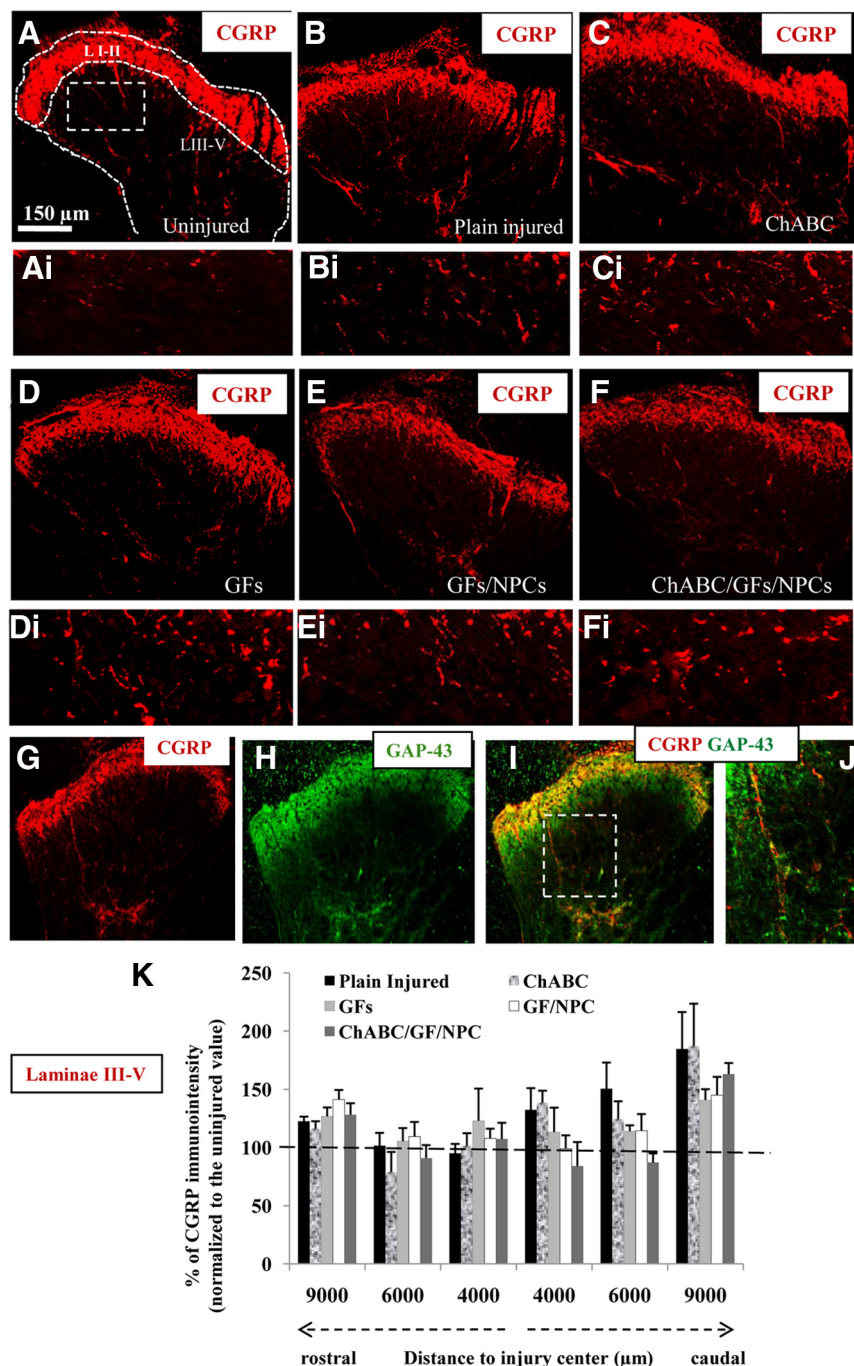 A
CGRP
L I-II
LIII-V
150 µm
Uninjured
B
CGRP
Plain injured
C
CGRP
ChABC
Ai
Bi
Ci
D
CGRP
GFs
E
CGRP
GFs/NPCs
F
CGRP
ChABC/GFs/NPCs
Di
Ei
Fi
G
CGRP
H
GAP-43
I
CGRP GAP-43
J
K
Laminae III-V
% of CGRP immunointensity
(normalized to the uninjured value)
250
200
150
100
50
0
Plain Injured
ChABC
GFs
GF/NPC
ChABC/GF/NPC
9000 6000 4000 4000 6000 9000
rostral Distance to injury center (µm) caudal